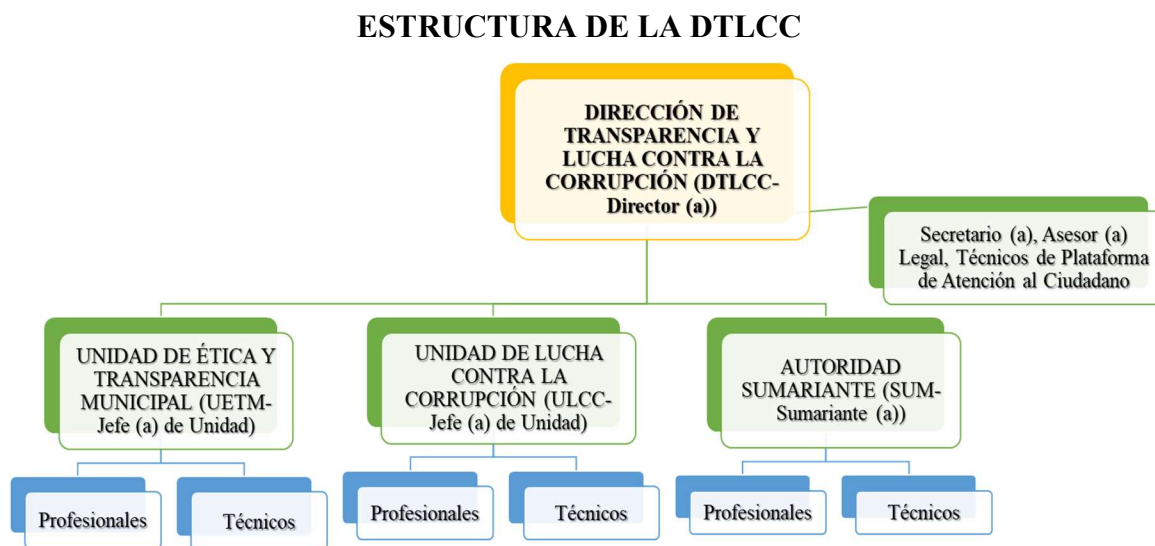 ESTRUCTURA DE LA DTLCC
DIRECCIÓN DE
TRANSPARENCIA Y
LUCHA CONTRA LA
CORRUPCIÓN (DTLCC-
Director (a))
Secretario (a), Asesor (a)
Legal, Técnicos de Plataforma
de Atención al Ciudadano
UNIDAD DE ÉTICA Y
TRANSPARENCIA
MUNICIPAL (UETM-
Jefe (a) de Unidad)
UNIDAD DE LUCHA
CONTRA LA
CORRUPCIÓN (ULCC-
Jefe (a) de Unidad)
AUTORIDAD
SUMARIANTE (SUM-
Sumariante (a))
Profesionales
Técnicos
Profesionales
Técnicos
Profesionales
Técnicos